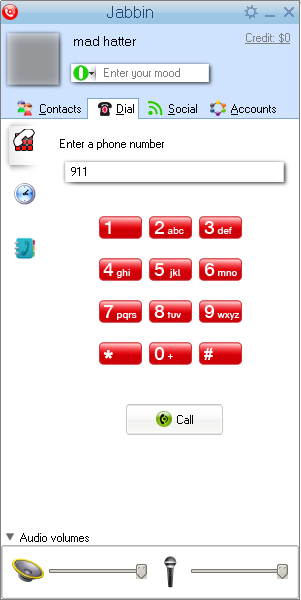 Jabbin
mad hatter
Credit: $0
Enter your mood
Contacts Dial Social Accounts
Enter a phone number
911
1 2 abc 3 def
4 ghi 5 jkl 6 mno
7 pqrs 8 tuv 9 wxyz
* 0 + #
Call
Audio volumes